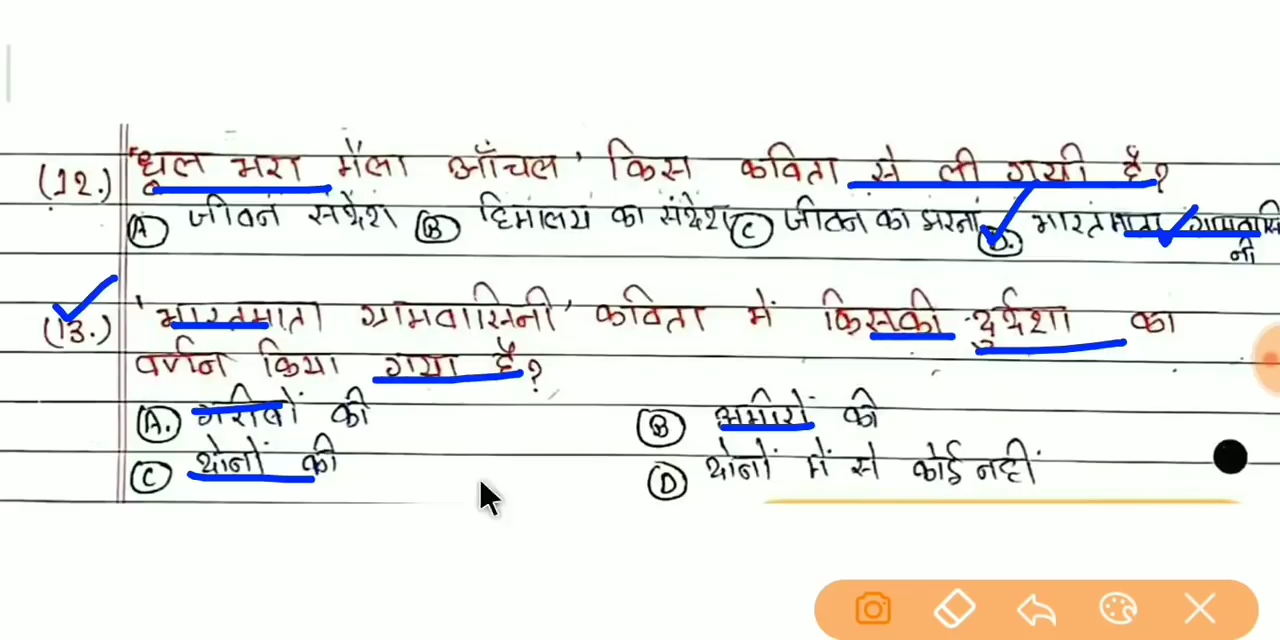 (12.) "धूल भरा मैला आँचल' किस कविता से ली गयी है?
(A) जीवन संदेश (B) हिमालय का संदेश (C) जीवन का झरना (D.) भारतमाता ग्रामवासिनी
(13.) 'भारतमाता ग्रामवासिनी' कविता में किसकी दुर्दशा का
वर्णन किया गया है?
(A.) गरीबों की (B) अमीरों की
(C) दोनों की (D) दोनों में से कोई नहीं